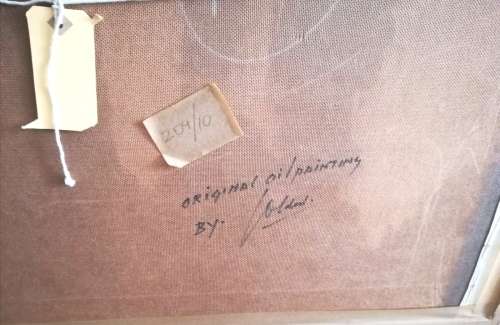 204/10
ORIGINAL OIL PAINTING
BY.